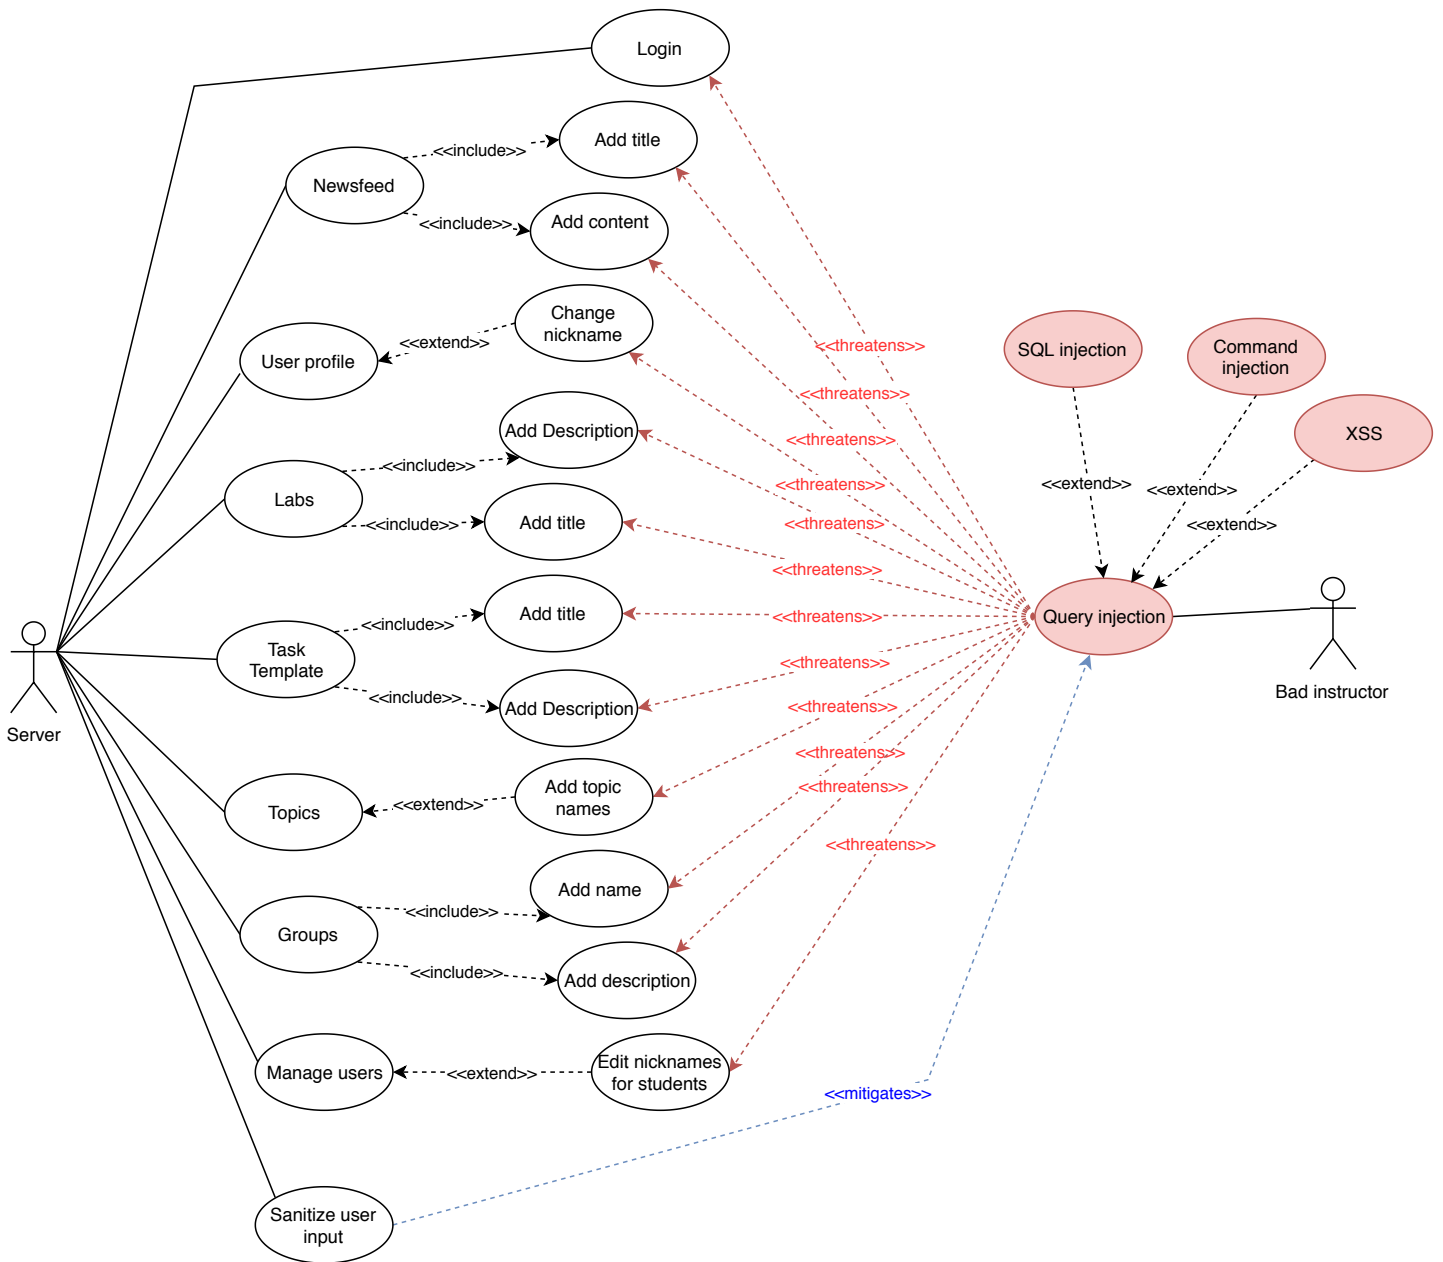 Login
Add title
<<include>>
Newsfeed
Add content
<<include>>
Change
nickname
<<extend>>
User profile
<<threatens>>
SQL injection
Command
injection
<<threatens>>
XSS
Add Description
<<threatens>>
<<include>>
Labs
<<threatens>>
<<extend>>
<<extend>>
Add title
<<include>>
<<threatens>
<<extend>>
<<threatens>>
Add title
<<include>>
<<threatens>>
Query injection
Task
Template
<<threatens>>
Bad instructor
<<include>>
Add Description
<<threatens>>
Server
<<threatens>>
Add topic
names
<<threatens>>
<<extend>>
Topics
<<threatens>>
Add name
<<include>>
Groups
<<include>>
Add description
Edit nicknames
for students
<<extend>>
Manage users
<<mitigates>>
Sanitize user
input